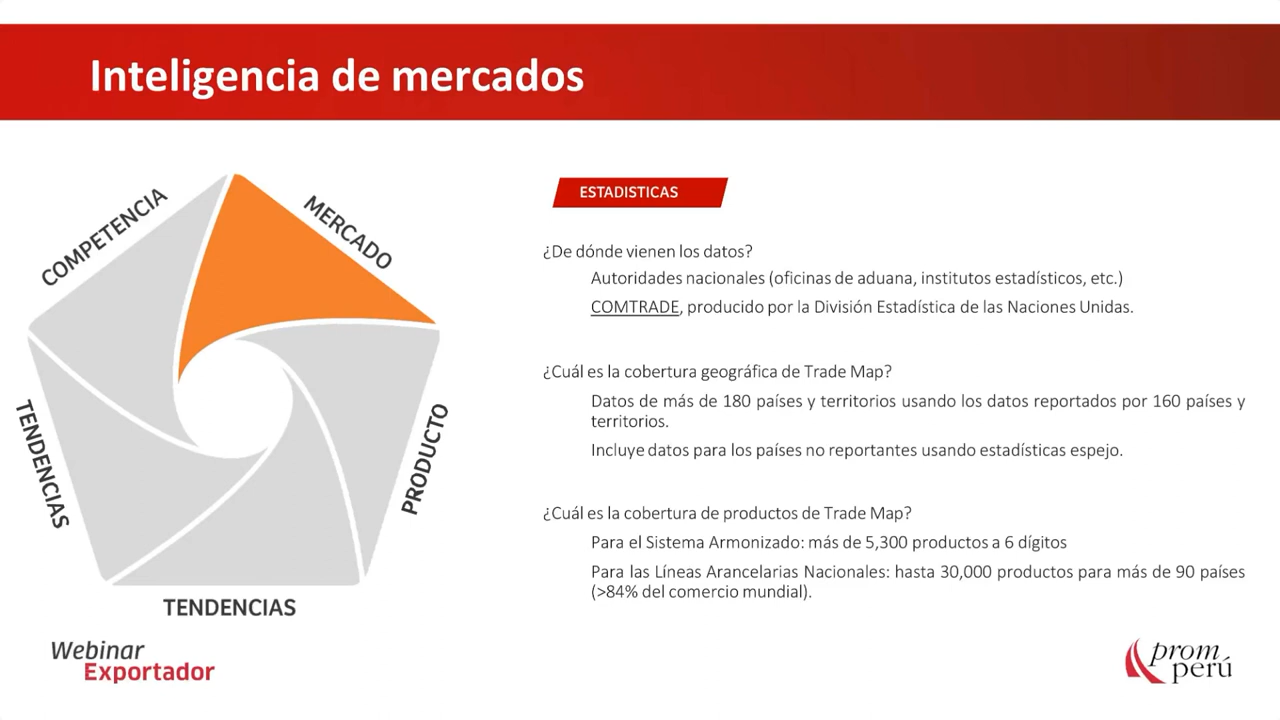 Inteligencia de mercados
COMPETENCIA
MERCADO
PRODUCTO
TENDENCIAS
TENDENCIAS
ESTADISTICAS
¿De dónde vienen los datos?
Autoridades nacionales (oficinas de aduana, institutos estadísticos, etc.)
COMTRADE, producido por la División Estadística de las Naciones Unidas.
¿Cuál es la cobertura geográfica de Trade Map?
Datos de más de 180 países y territorios usando los datos reportados por 160 países y
territorios.
Incluye datos para los países no reportantes usando estadísticas espejo.
¿Cuál es la cobertura de productos de Trade Map?
Para el Sistema Armonizado: más de 5,300 productos a 6 dígitos
Para las Líneas Arancelarias Nacionales: hasta 30,000 productos para más de 90 países
(>84% del comercio mundial).
Webinar
Exportador
prom
perú